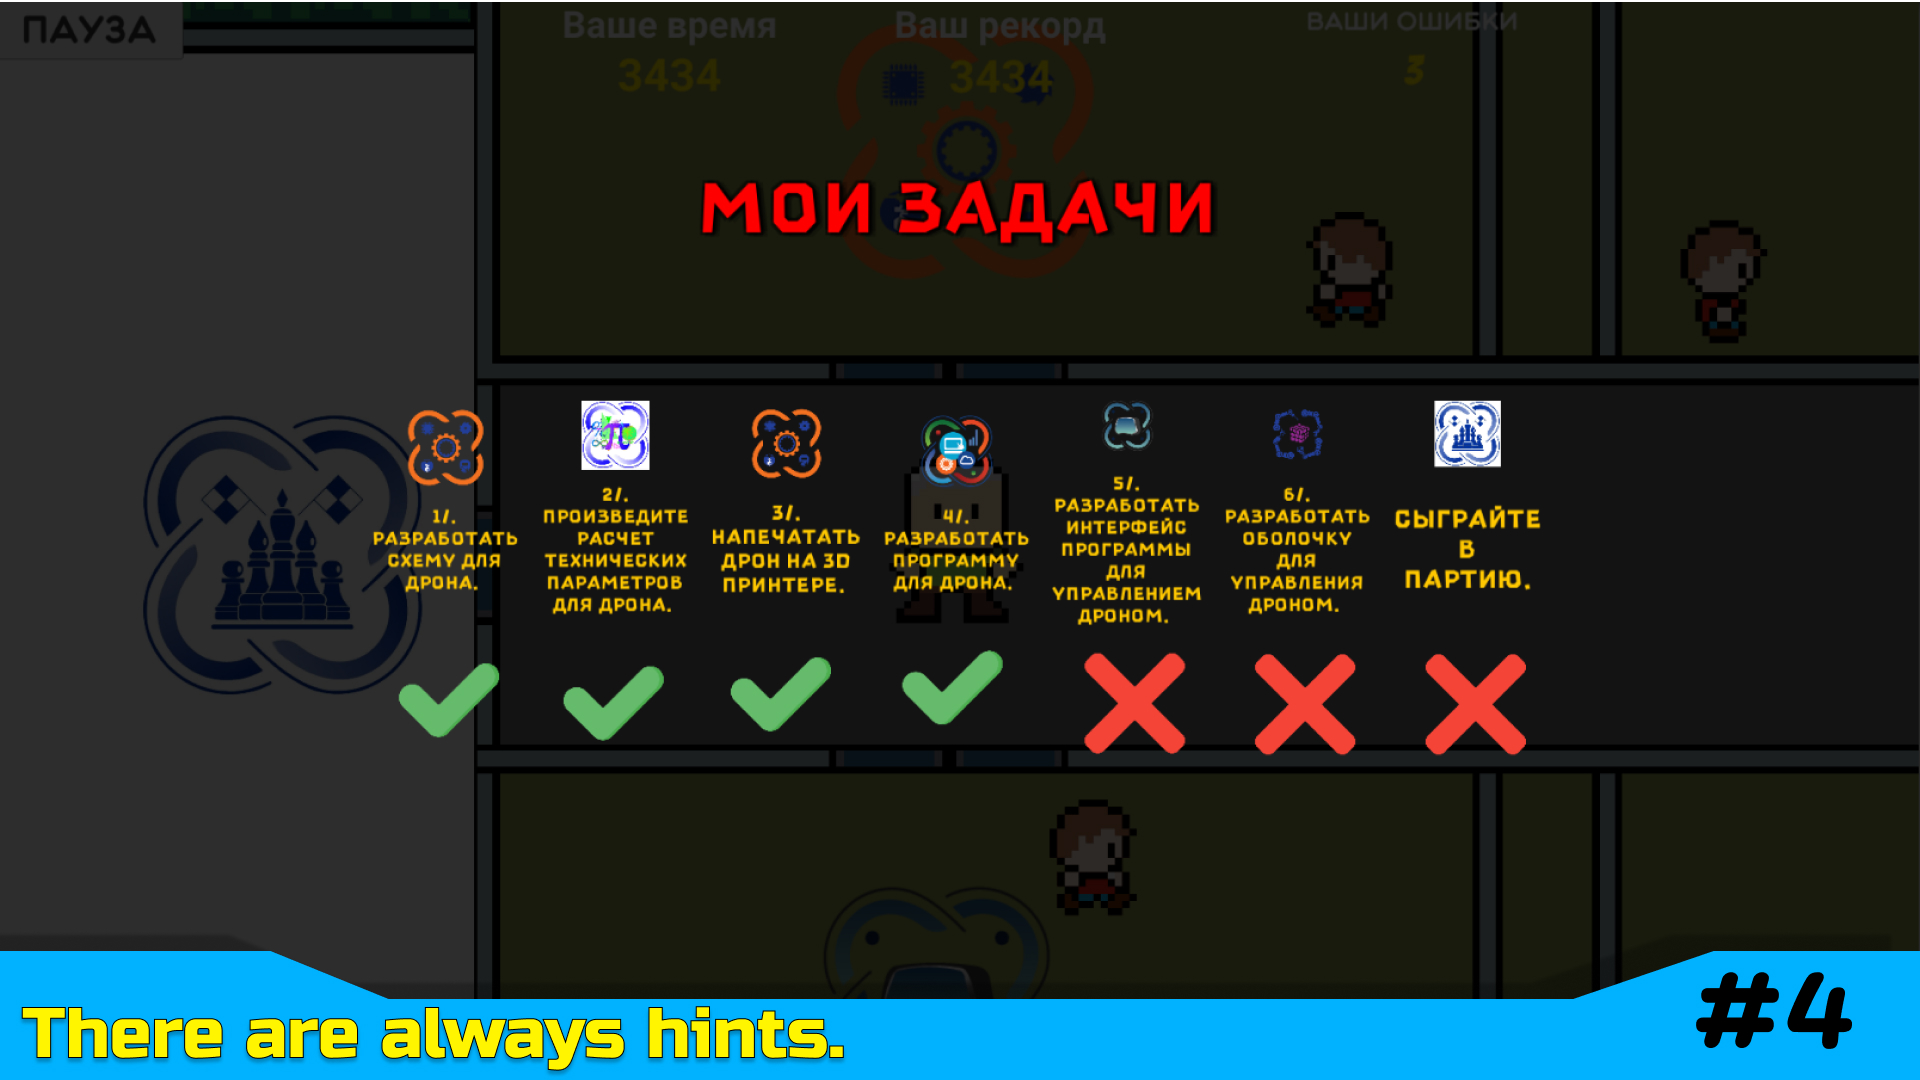 ПАУЗА
Ваше время
Ваш рекорд
ВАШИ ОШИБКИ
3434
3434
3
МОИ ЗАДАЧИ
1/.
РАЗРАБОТАТЬ
СХЕМУ ДЛЯ
ДРОНА.
2/.
ПРОИЗВЕДИТЕ
РАСЧЕТ
ТЕХНИЧЕСКИХ
ПАРАМЕТРОВ
ДЛЯ ДРОНА.
3/.
НАПЕЧАТАТЬ
ДРОН НА 3D
ПРИНТЕРЕ.
4/.
РАЗРАБОТАТЬ
ПРОГРАММУ
ДЛЯ ДРОНА.
5/.
РАЗРАБОТАТЬ
ИНТЕРФЕЙС
ПРОГРАММЫ
ДЛЯ
УПРАВЛЕНИЕМ
ДРОНОМ.
6/.
РАЗРАБОТАТЬ
ОБОЛОЧКУ
ДЛЯ
УПРАВЛЕНИЯ
ДРОНОМ.
СЫГРАЙТЕ
В
ПАРТИЮ.
There are always hints.
#4